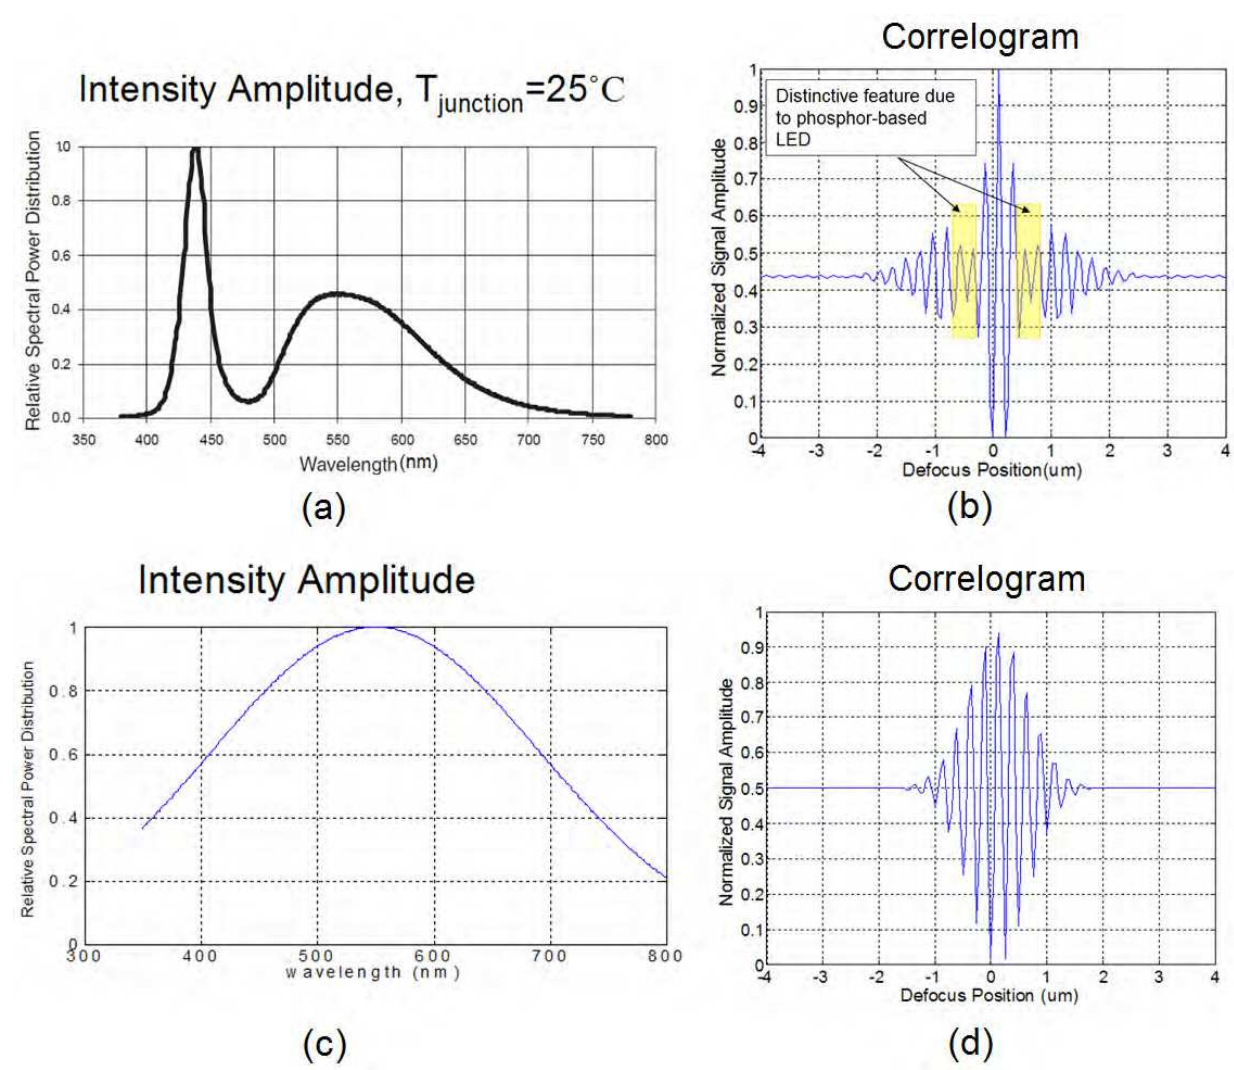 Intensity Amplitude, Tjunction=25°C
Relative Spectral Power Distribution
1.0
0.8
0.6
0.4
0.2
0.0
350 400 450 500 550 600 650 700 750 800
Wavelength(nm)
(a)
Correlogram
Distinctive feature due
to phosphor-based
LED
Normalized Signal Amplitude
1
0.9
0.8
0.7
0.6
0.5
0.4
0.3
0.2
0.1
0
-4 -3 -2 -1 0 1 2 3 4
Defocus Position(um)
(b)
Intensity Amplitude
Relative Spectral Power Distribution
1
0.8
0.6
0.4
0.2
0
300 400 500 600 700 800
wavelength (nm)
(c)
Correlogram
Normalized Signal Amplitude
1
0.9
0.8
0.7
0.6
0.5
0.4
0.3
0.2
0.1
0
-4 -3 -2 -1 0 1 2 3 4
Defocus Position (um)
(d)